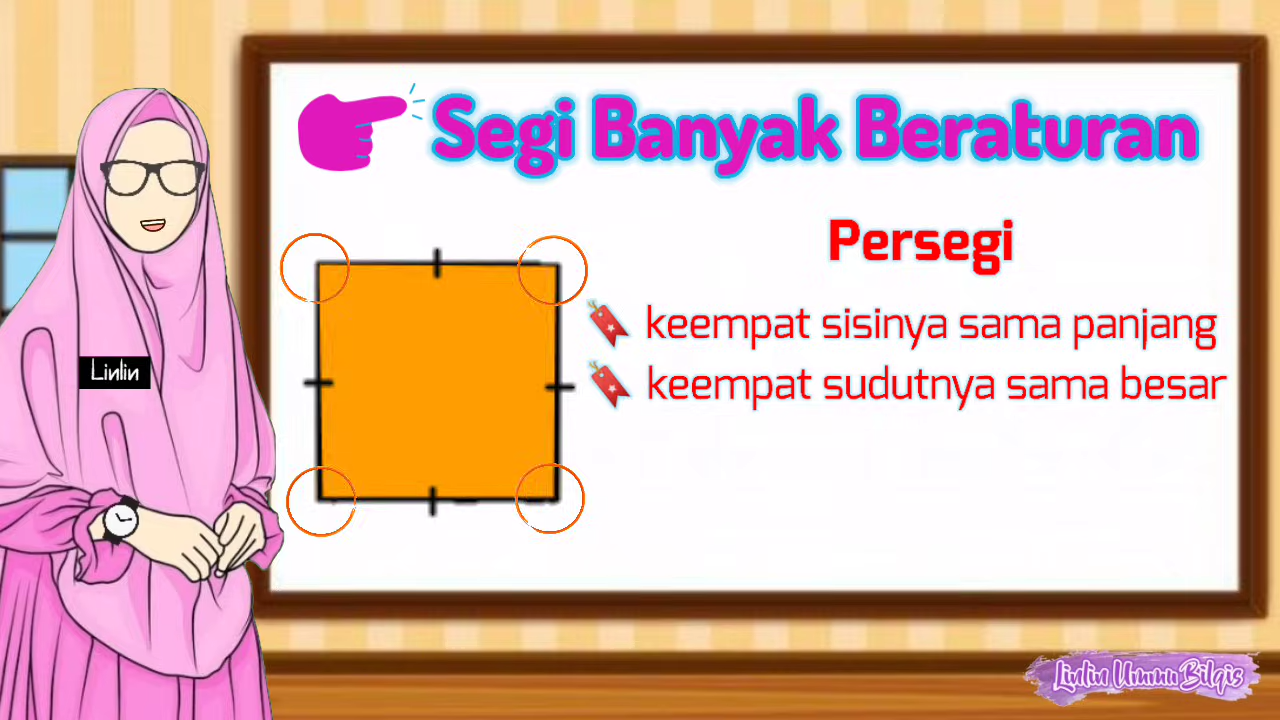 Segi Banyak Beraturan
Persegi
keempat sisinya sama panjang
keempat sudutnya sama besar
Linlin
Linlin Ummu Bilqis